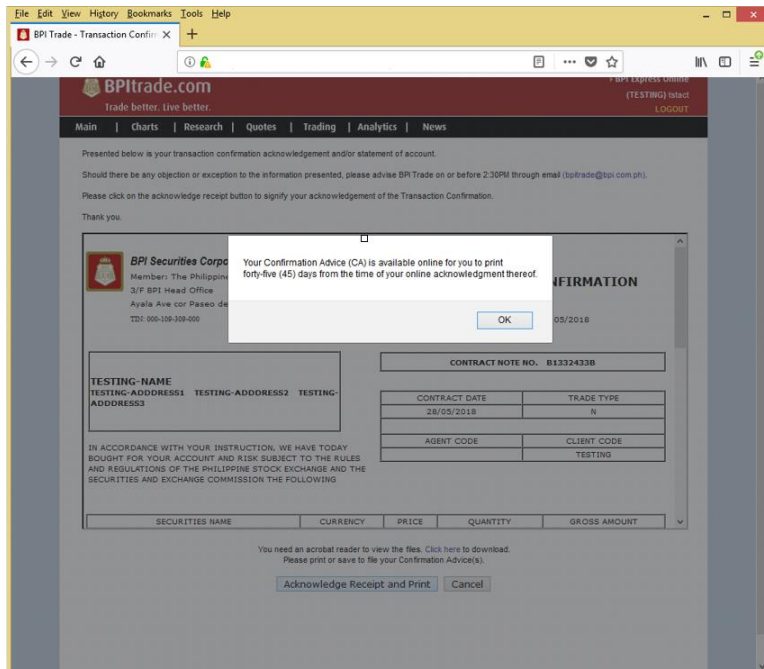 File Edit View History Bookmarks Tools Help
BPI Trade - Transaction Confirm
BPItrade.com
Trade better. Live better.
BPI Express Online
(TESTING) tstact
LOGOUT
Main | Charts | Research | Quotes | Trading | Analytics | News
Presented below is your transaction confirmation acknowledgement and/or statement of account.
Should there be any objection or exception to the information presented, please advise BPI Trade on or before 2:30PM through email (bpitrade@bpi.com.ph).
Please click on the acknowledge receipt button to signify your acknowledgement of the Transaction Confirmation.
Thank you.
BPI Securities Corpo
Member: The Philippine
3/F BPI Head Office
Ayala Ave cor Paseo de
TIN: 000-109-309-000
NFIRMATION
05/2018
Your Confirmation Advice (CA) is available online for you to print
forty-five (45) days from the time of your online acknowledgment thereof.
OK
CONTRACT NOTE NO. B1332433B
TESTING-NAME
TESTING-ADDDRESS1 TESTING-ADDDRESS2 TESTING-
ADDDRESS3
CONTRACT DATE TRADE TYPE
28/05/2018 N
AGENT CODE CLIENT CODE
TESTING
IN ACCORDANCE WITH YOUR INSTRUCTION, WE HAVE TODAY
BOUGHT FOR YOUR ACCOUNT AND RISK SUBJECT TO THE RULES
AND REGULATIONS OF THE PHILIPPINE STOCK EXCHANGE AND THE
SECURITIES AND EXCHANGE COMMISSION THE FOLLOWING
SECURITIES NAME CURRENCY PRICE QUANTITY GROSS AMOUNT
You need an acrobat reader to view the files. Click here to download.
Please print or save to file your Confirmation Advice(s).
Acknowledge Receipt and Print Cancel